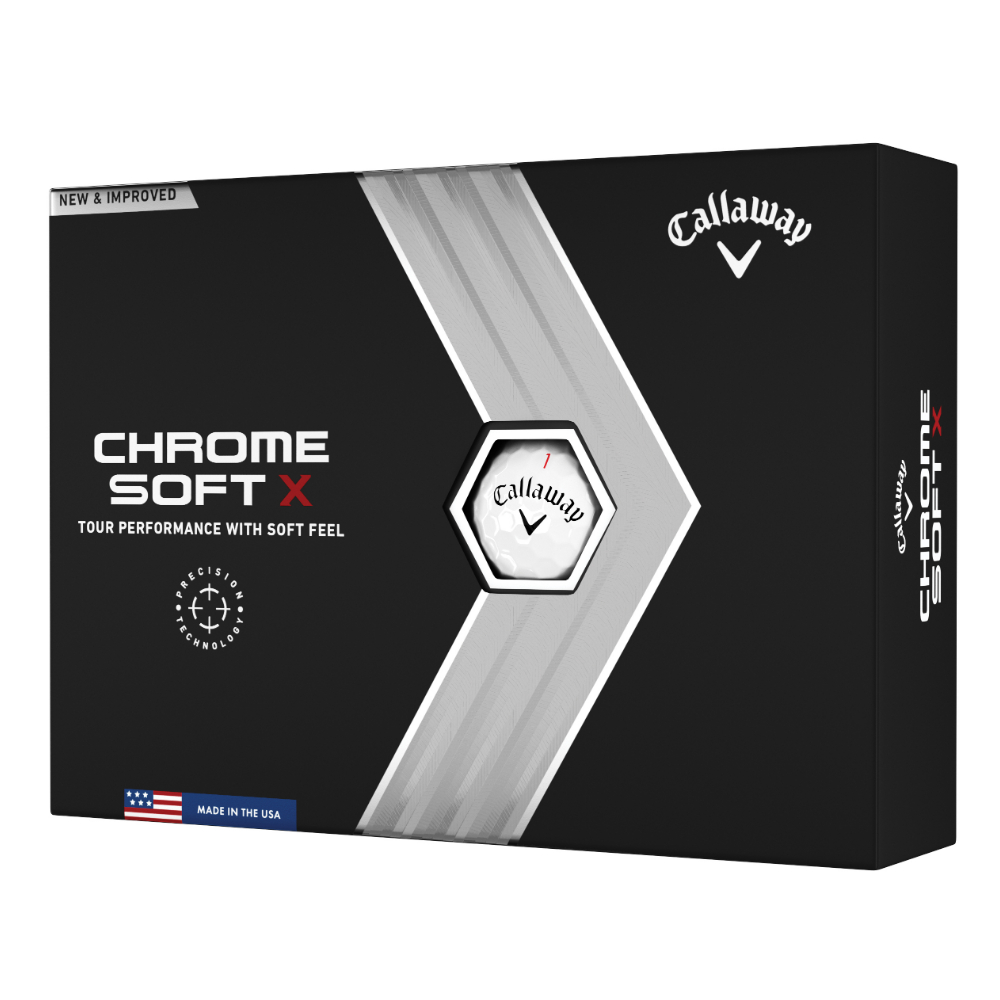 NEW & IMPROVED
Callaway
CHROME
SOFT X
TOUR PERFORMANCE WITH SOFT FEEL
PRECISION
TECHNOLOGY
1
Callaway
MADE IN THE USA
Callaway
CHROME
SOFT X